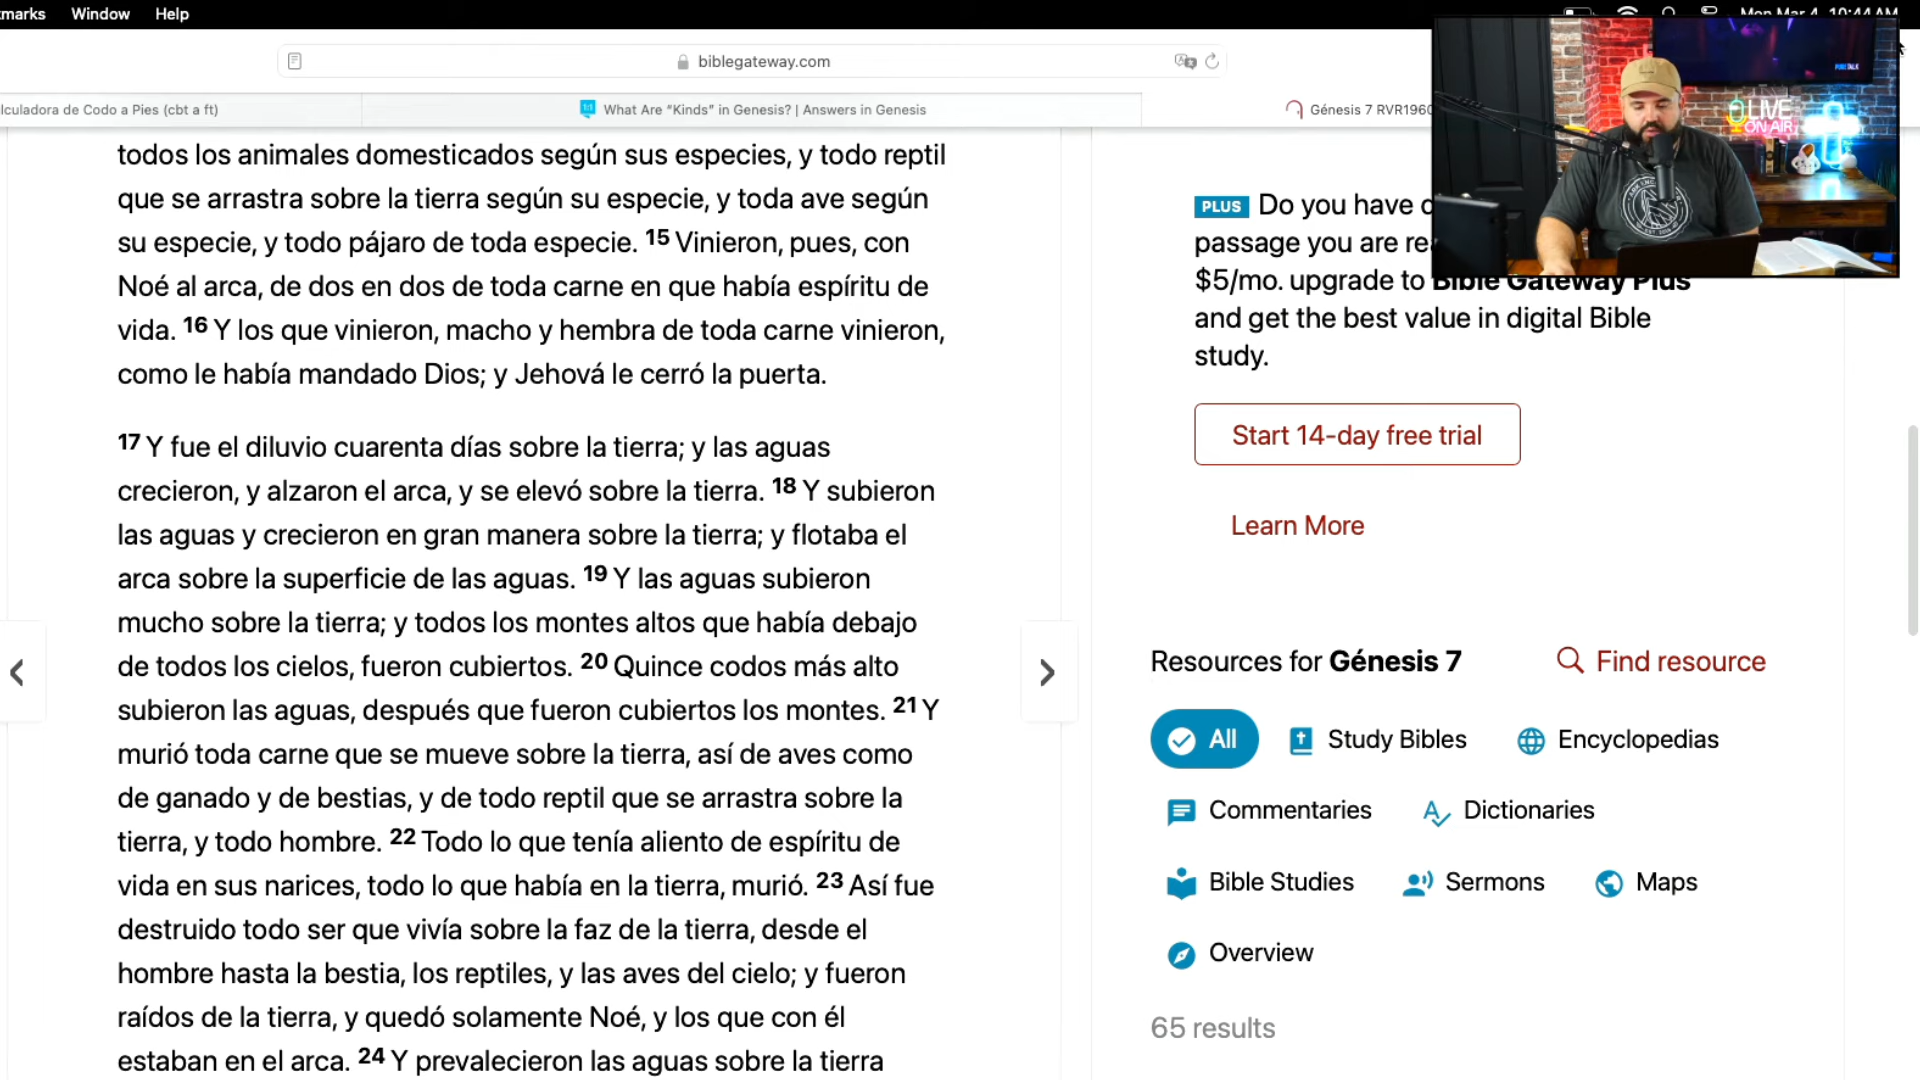 marks Window Help Mon Mar 4 10:44 AM
biblegateway.com
lculadora de Codo a Pies (cbt a ft) What Are “Kinds” in Genesis? | Answers in Genesis Génesis 7 RVR1960
todos los animales domesticados según sus especies, y todo reptil
que se arrastra sobre la tierra según su especie, y toda ave según
su especie, y todo pájaro de toda especie. 15 Vinieron, pues, con
Noé al arca, de dos en dos de toda carne en que había espíritu de
vida. 16 Y los que vinieron, macho y hembra de toda carne vinieron,
como le había mandado Dios; y Jehová le cerró la puerta.
17 Y fue el diluvio cuarenta días sobre la tierra; y las aguas
crecieron, y alzaron el arca, y se elevó sobre la tierra. 18 Y subieron
las aguas y crecieron en gran manera sobre la tierra; y flotaba el
arca sobre la superficie de las aguas. 19 Y las aguas subieron
mucho sobre la tierra; y todos los montes altos que había debajo
de todos los cielos, fueron cubiertos. 20 Quince codos más alto
subieron las aguas, después que fueron cubiertos los montes. 21 Y
murió toda carne que se mueve sobre la tierra, así de aves como
de ganado y de bestias, y de todo reptil que se arrastra sobre la
tierra, y todo hombre. 22 Todo lo que tenía aliento de espíritu de
vida en sus narices, todo lo que había en la tierra, murió. 23 Así fue
destruido todo ser que vivía sobre la faz de la tierra, desde el
hombre hasta la bestia, los reptiles, y las aves del cielo; y fueron
raídos de la tierra, y quedó solamente Noé, y los que con él
estaban en el arca. 24 Y prevalecieron las aguas sobre la tierra
PLUS Do you have
passage you are
$5/mo. upgrade to Bible Gateway Plus
and get the best value in digital Bible
study.
Start 14-day free trial
Learn More
Resources for Génesis 7 Find resource
All Study Bibles Encyclopedias
Commentaries Dictionaries
Bible Studies Sermons Maps
Overview
65 results
LIVE
ON AIR